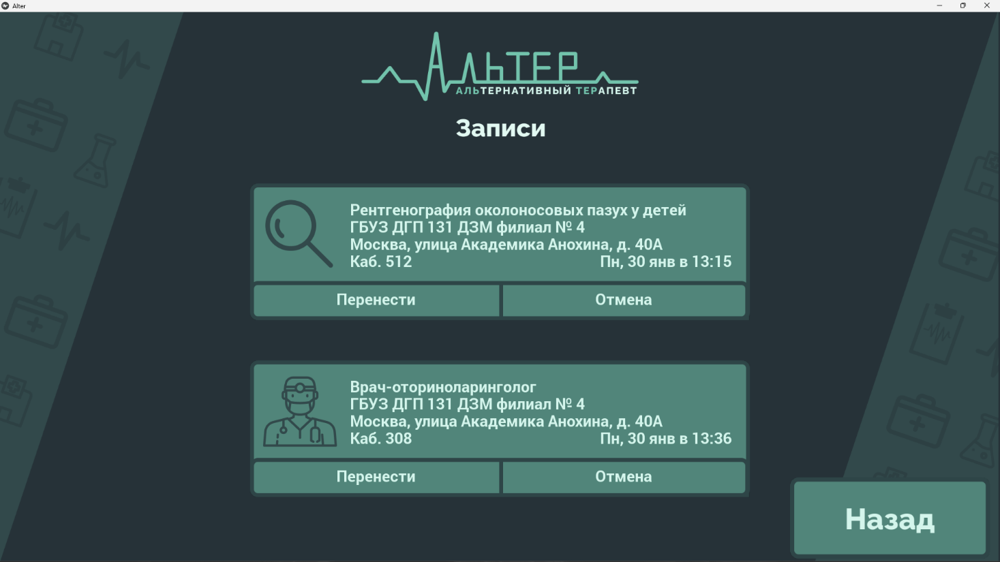 Alter
АЛЬТЕР
АЛЬТЕРНАТИВНЫЙ ТЕРАПЕВТ
Записи
Рентгенография околоносовых пазух у детей
ГБУЗ ДГП 131 ДЗМ филиал № 4
Москва, улица Академика Анохина, д. 40А
Каб. 512 Пн, 30 янв в 13:15
Перенести Отмена
Врач-оториноларинголог
ГБУЗ ДГП 131 ДЗМ филиал № 4
Москва, улица Академика Анохина, д. 40А
Каб. 308 Пн, 30 янв в 13:36
Перенести Отмена
Назад